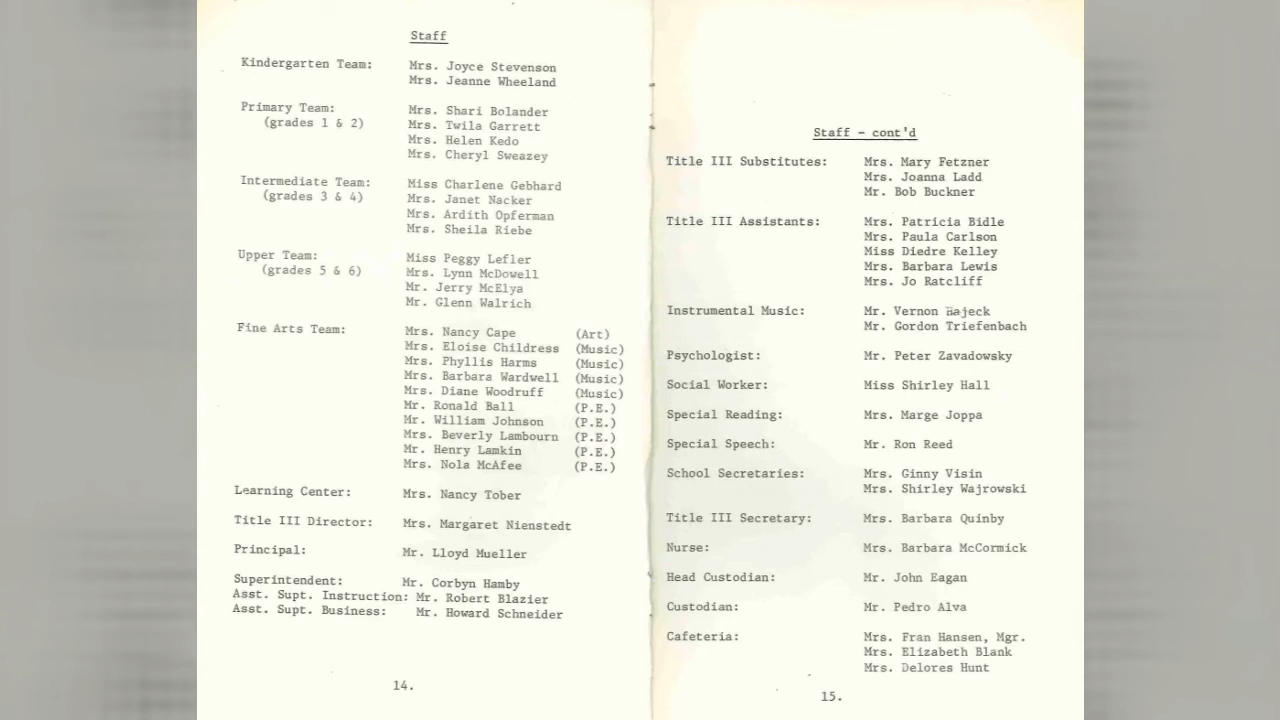 Staff
Kindergarten Team: Mrs. Joyce Stevenson
Mrs. Jeanne Wheeland
Primary Team: Mrs. Shari Bolander
(grades 1 & 2) Mrs. Twila Garrett
Mrs. Helen Kedo
Mrs. Cheryl Sweazey
Intermediate Team: Miss Charlene Gebhard
(grades 3 & 4) Mrs. Janet Nacker
Mrs. Ardith Opferman
Mrs. Sheila Riebe
Upper Team: Miss Peggy Lefler
(grades 5 & 6) Mrs. Lynn McDowell
Mr. Jerry McElya
Mr. Glenn Walrich
Fine Arts Team: Mrs. Nancy Cape (Art)
Mrs. Eloise Childress (Music)
Mrs. Phyllis Harms (Music)
Mrs. Barbara Wardwell (Music)
Mrs. Diane Woodruff (Music)
Mr. Ronald Ball (P.E.)
Mr. William Johnson (P.E.)
Mrs. Beverly Lambourn (P.E.)
Mr. Henry Lamkin (P.E.)
Mrs. Nola McAfee (P.E.)
Learning Center: Mrs. Nancy Tober
Title III Director: Mrs. Margaret Nienstedt
Principal: Mr. Lloyd Mueller
Superintendent: Mr. Corbyn Hamby
Asst. Supt. Instruction: Mr. Robert Blazier
Asst. Supt. Business: Mr. Howard Schneider
14.
Staff - cont'd
Title III Substitutes: Mrs. Mary Fetzner
Mrs. Joanna Ladd
Mr. Bob Buckner
Title III Assistants: Mrs. Patricia Bidle
Mrs. Paula Carlson
Miss Diedre Kelley
Mrs. Barbara Lewis
Mrs. Jo Ratcliff
Instrumental Music: Mr. Vernon
Mr. Gordon Triefenbach
Psychologist: Mr. Peter Zavadowsky
Social Worker: Miss Shirley Hall
Special Reading: Mrs. Marge Joppa
Special Speech: Mr. Ron Reed
School Secretaries: Mrs. Ginny Visin
Mrs. Shirley Wajrowski
Title III Secretary: Mrs. Barbara Quinby
Nurse: Mrs. Barbara McCormick
Head Custodian: Mr. John Eagan
Custodian: Mr. Pedro Alva
Cafeteria: Mrs. Fran Hansen, Mgr.
Mrs. Elizabeth Blank
Mrs. Delores Hunt
15.